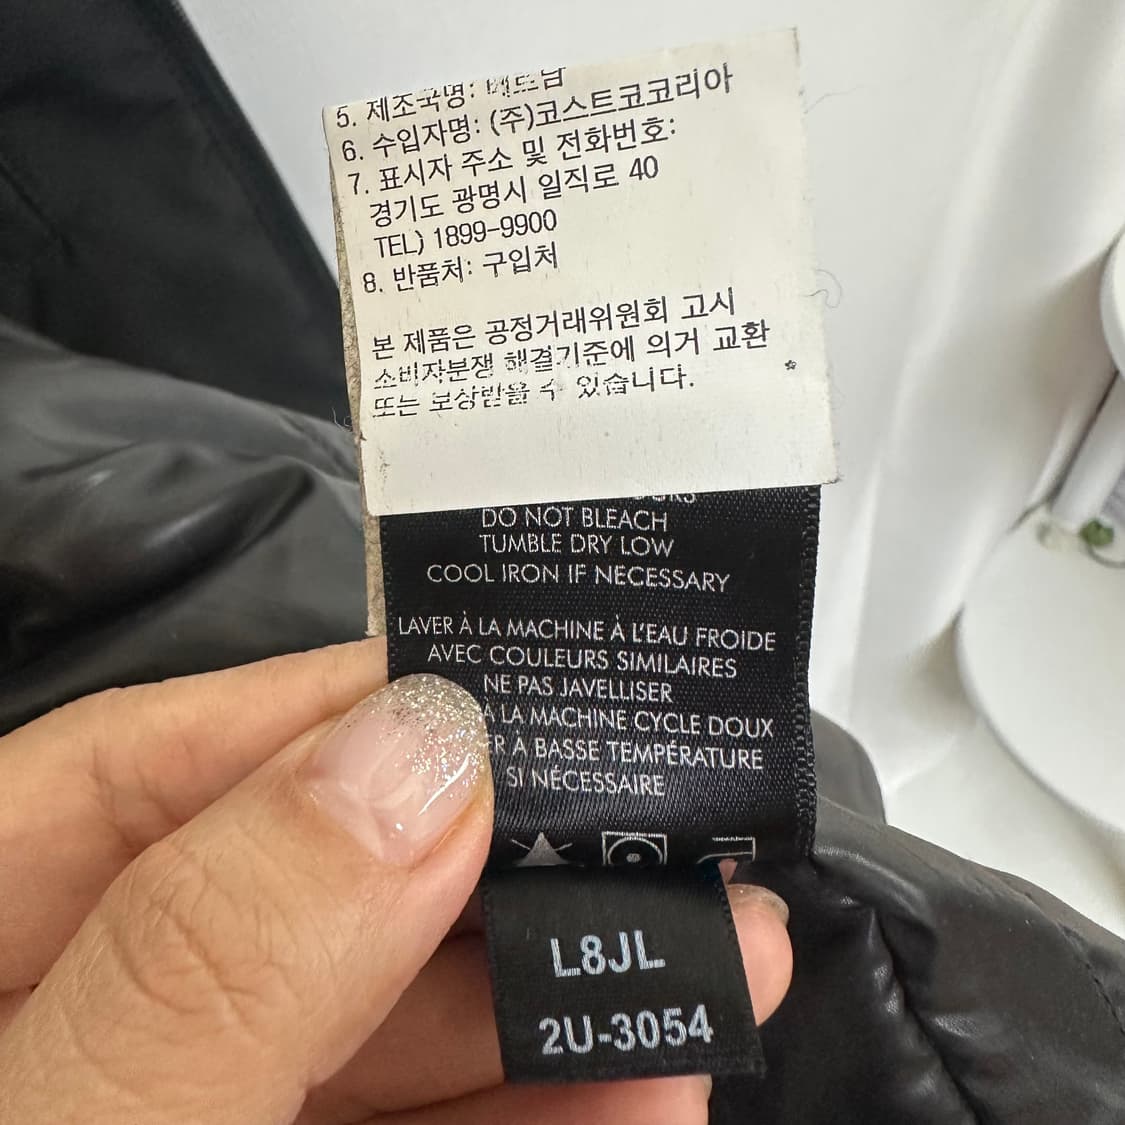 5. 제조국명: 베트남
6. 수입자명: (주)코스트코코리아
7. 표시자 주소 및 전화번호:
경기도 광명시 일직로 40
TEL) 1899-9900
8. 반품처: 구입처
본 제품은 공정거래위원회 고시
소비자분쟁 해결기준에 의거 교환
또는 보상받을 수 있습니다.
DO NOT BLEACH
TUMBLE DRY LOW
COOL IRON IF NECESSARY
LAVER À LA MACHINE À L'EAU FROIDE
AVEC COULEURS SIMILAIRES
NE PAS JAVELLISER
À LA MACHINE CYCLE DOUX
À BASSE TEMPÉRATURE
SI NÉCESSAIRE
L8JL
2U-3054